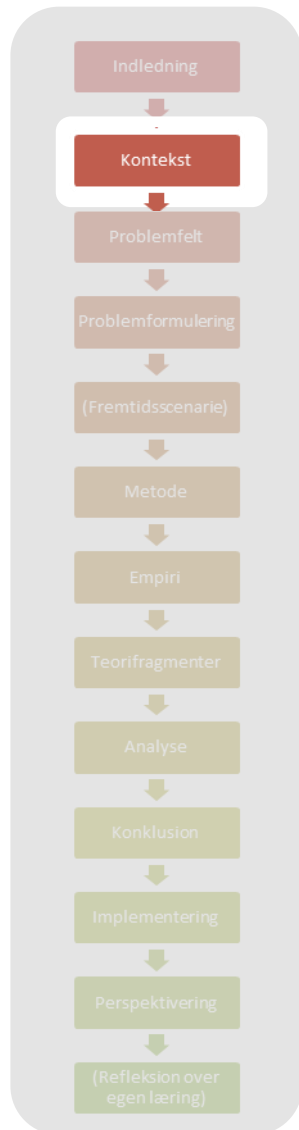 Indledning
Kontekst
Problemfelt
Problemformulering
(Fremtidsscenarie)
Metode
Empiri
Teorifragmenter
Analyse
Konklusion
Implementering
Perspektivering
(Refleksion over
egen læring)